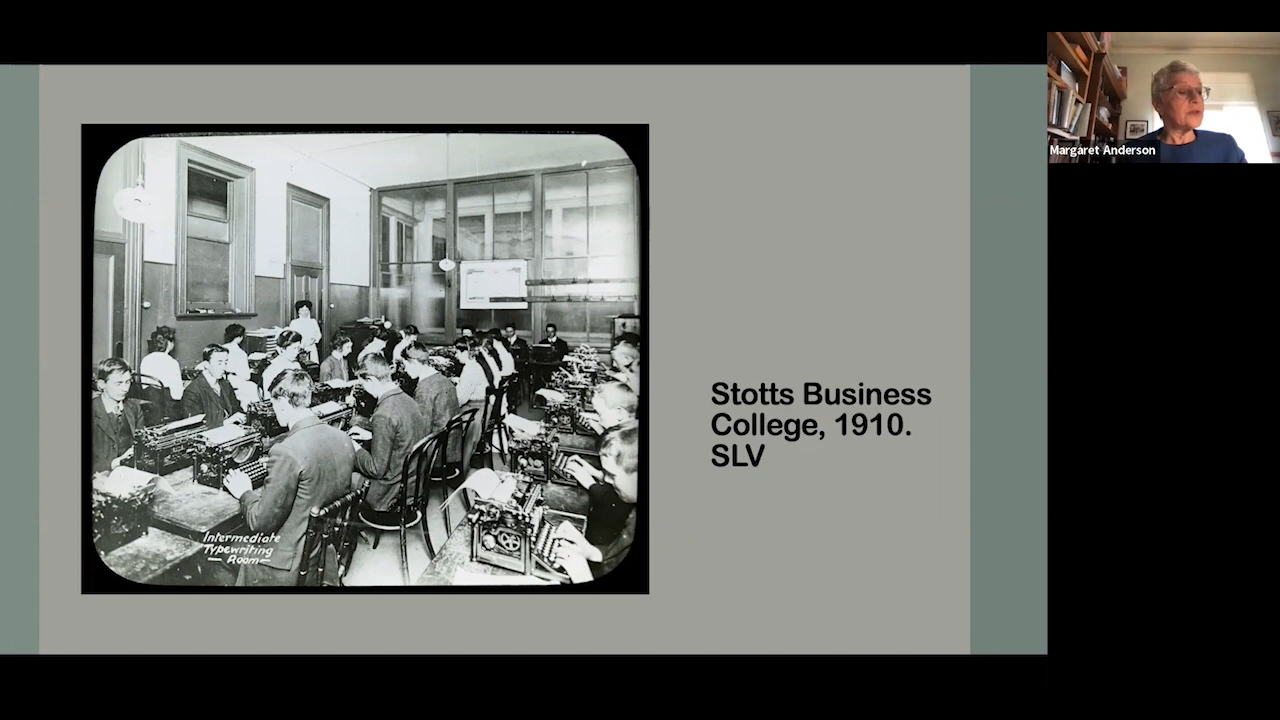 Margaret Anderson
Stotts Business
College, 1910.
SLV
Intermediate
Typewriting
Room